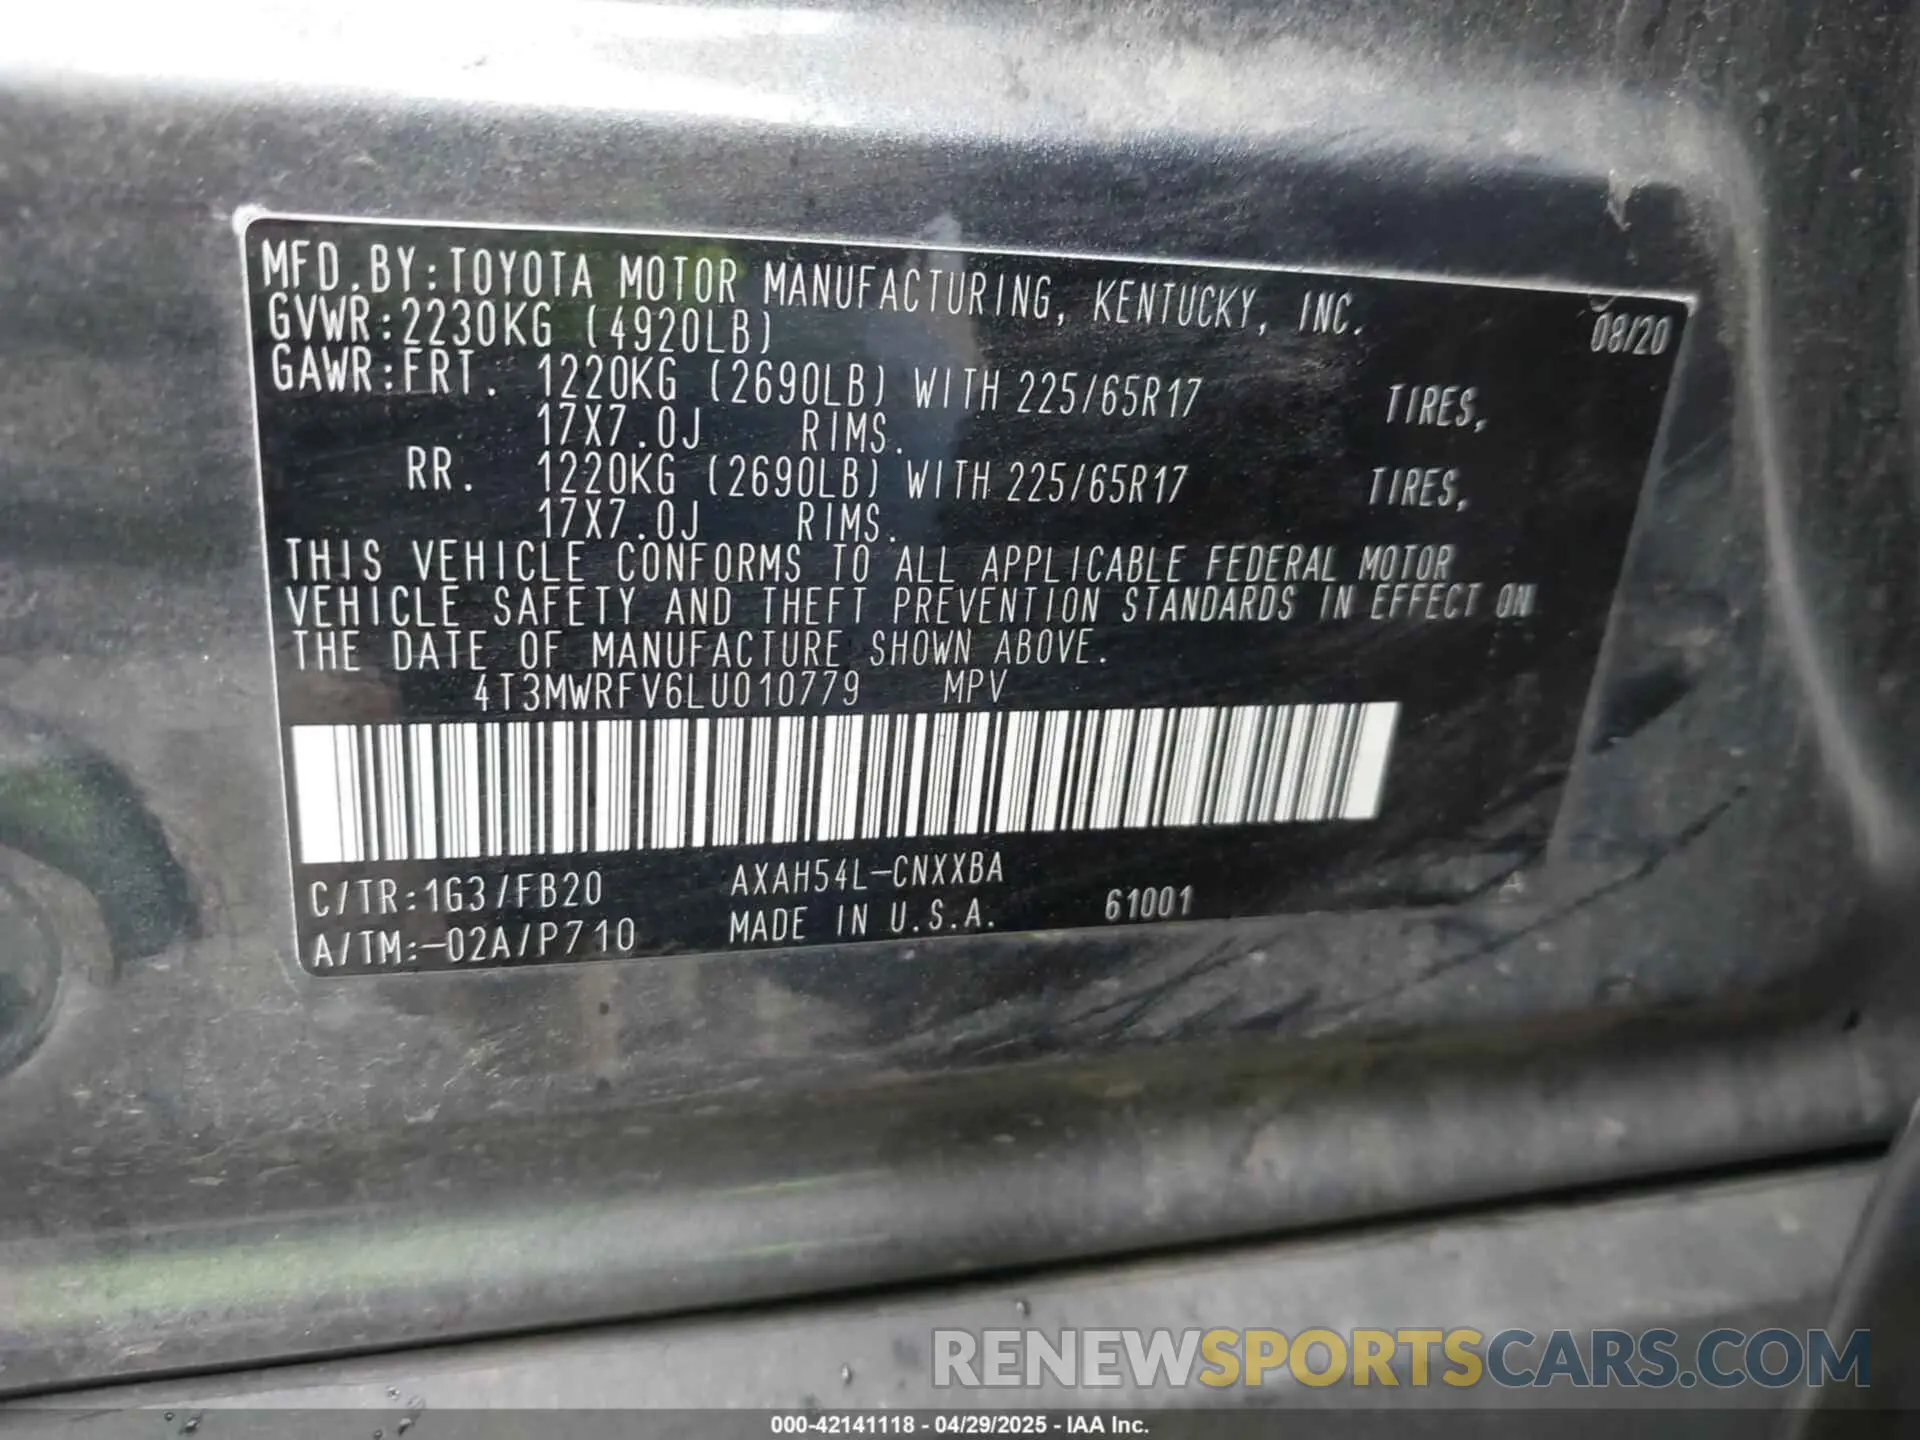 MFD.BY:TOYOTA MOTOR MANUFACTURING, KENTUCKY, INC.
08/20
GVWR:2230KG (4920LB)
GAWR:FRT. 1220KG (2690LB) WITH 225/65R17 TIRES,
17X7.0J RIMS.
RR. 1220KG (2690LB) WITH 225/65R17 TIRES,
17X7.0J RIMS.
THIS VEHICLE CONFORMS TO ALL APPLICABLE FEDERAL MOTOR
VEHICLE SAFETY AND THEFT PREVENTION STANDARDS IN EFFECT ON
THE DATE OF MANUFACTURE SHOWN ABOVE.
4T3MWRFV6LU010779 MPV
C/TR:1G3/FB20 AXAH54L-CNXXBA
A/TM:-02A/P710 MADE IN U.S.A. 61001
A
RENEWSPORTSCARS.COM
000-42141118 - 04/29/2025 - IAA Inc.